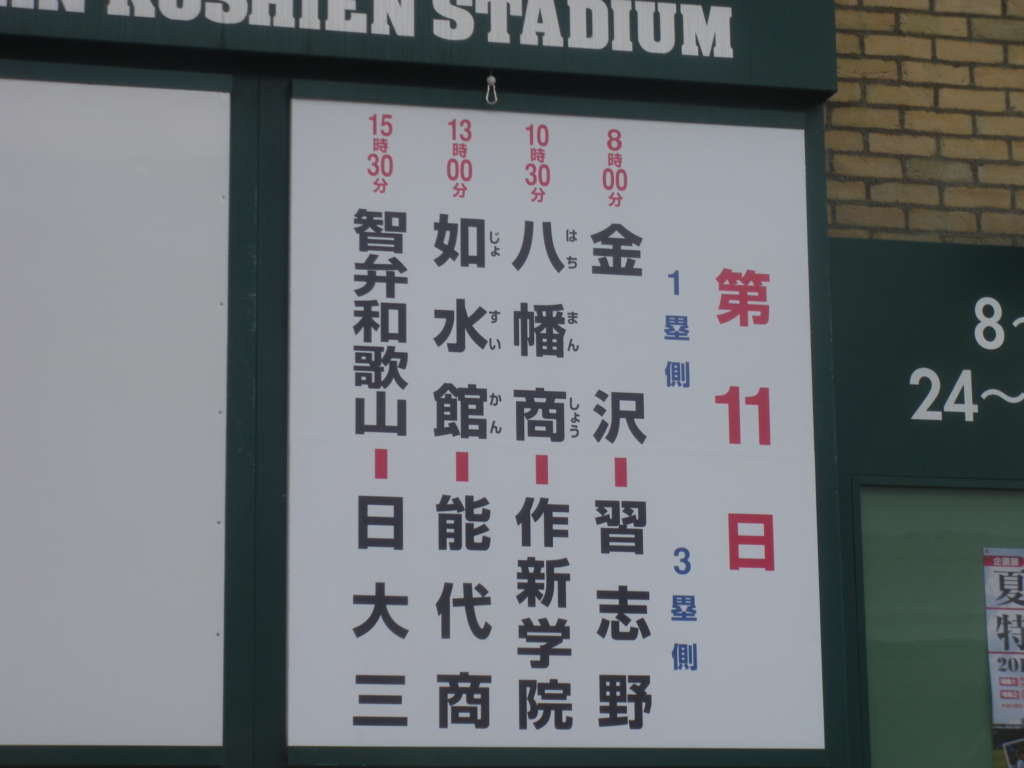 KOSHIEN STADIUM
第11日
1塁側
3塁側
8時00分
金沢
習志野
10時30分
八幡商
はちまんしょう
作新学院
13時00分
如水館
じょすいかん
能代商
15時30分
智弁和歌山
日大三
8~
24~
夏
特
201